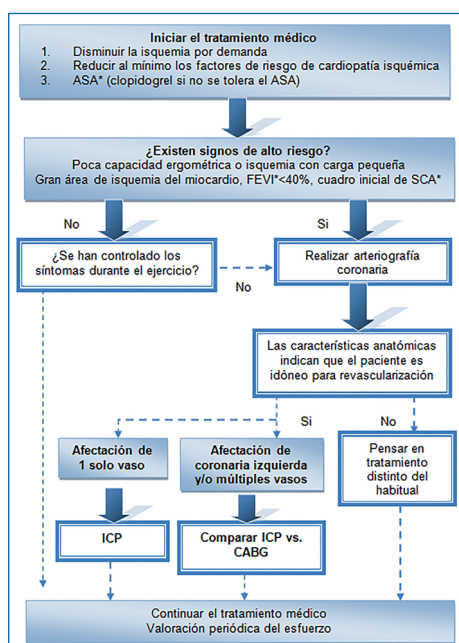 Iniciar el tratamiento médico
1. Disminuir la isquemia por demanda
2. Reducir al mínimo los factores de riesgo de cardiopatía isquémica
3. ASA* (clopidogrel si no se tolera el ASA)
¿Existen signos de alto riesgo?
Poca capacidad ergométrica o isquemia con carga pequeña
Gran área de isquemia del miocardio, FEVI*<40%, cuadro inicial de SCA*
No
Si
¿Se han controlado los
síntomas durante el ejercicio?
No
Realizar arteriografía
coronaria
Las características anatómicas
indican que el paciente es
idóneo para revascularización
Si
No
Afectación de
1 solo vaso
Afectación de
coronaria izquierda
y/o múltiples vasos
Pensar en
tratamiento
distinto del
habitual
ICP
Comparar ICP vs.
CABG
Continuar el tratamiento médico
Valoración periódica del esfuerzo